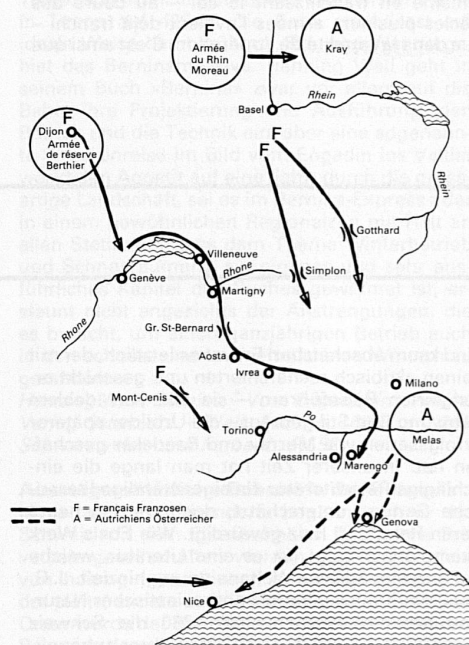 F
Armée
du Rhin
Moreau
A
Kray
Basel
Rhein
F
Dijon
Armée
de réserve
Berthier
F
F
Rhein
Gotthard
Villeneuve
Rhone
Simplon
Genève
Martigny
Rhone
Gr. St-Bernard
Aosta
Ivrea
F
Mont-Cenis
Milano
Po
A
Melas
Torino
Alessandria
Marengo
F = Français Franzosen
A = Autrichiens Österreicher
Genova
Nice